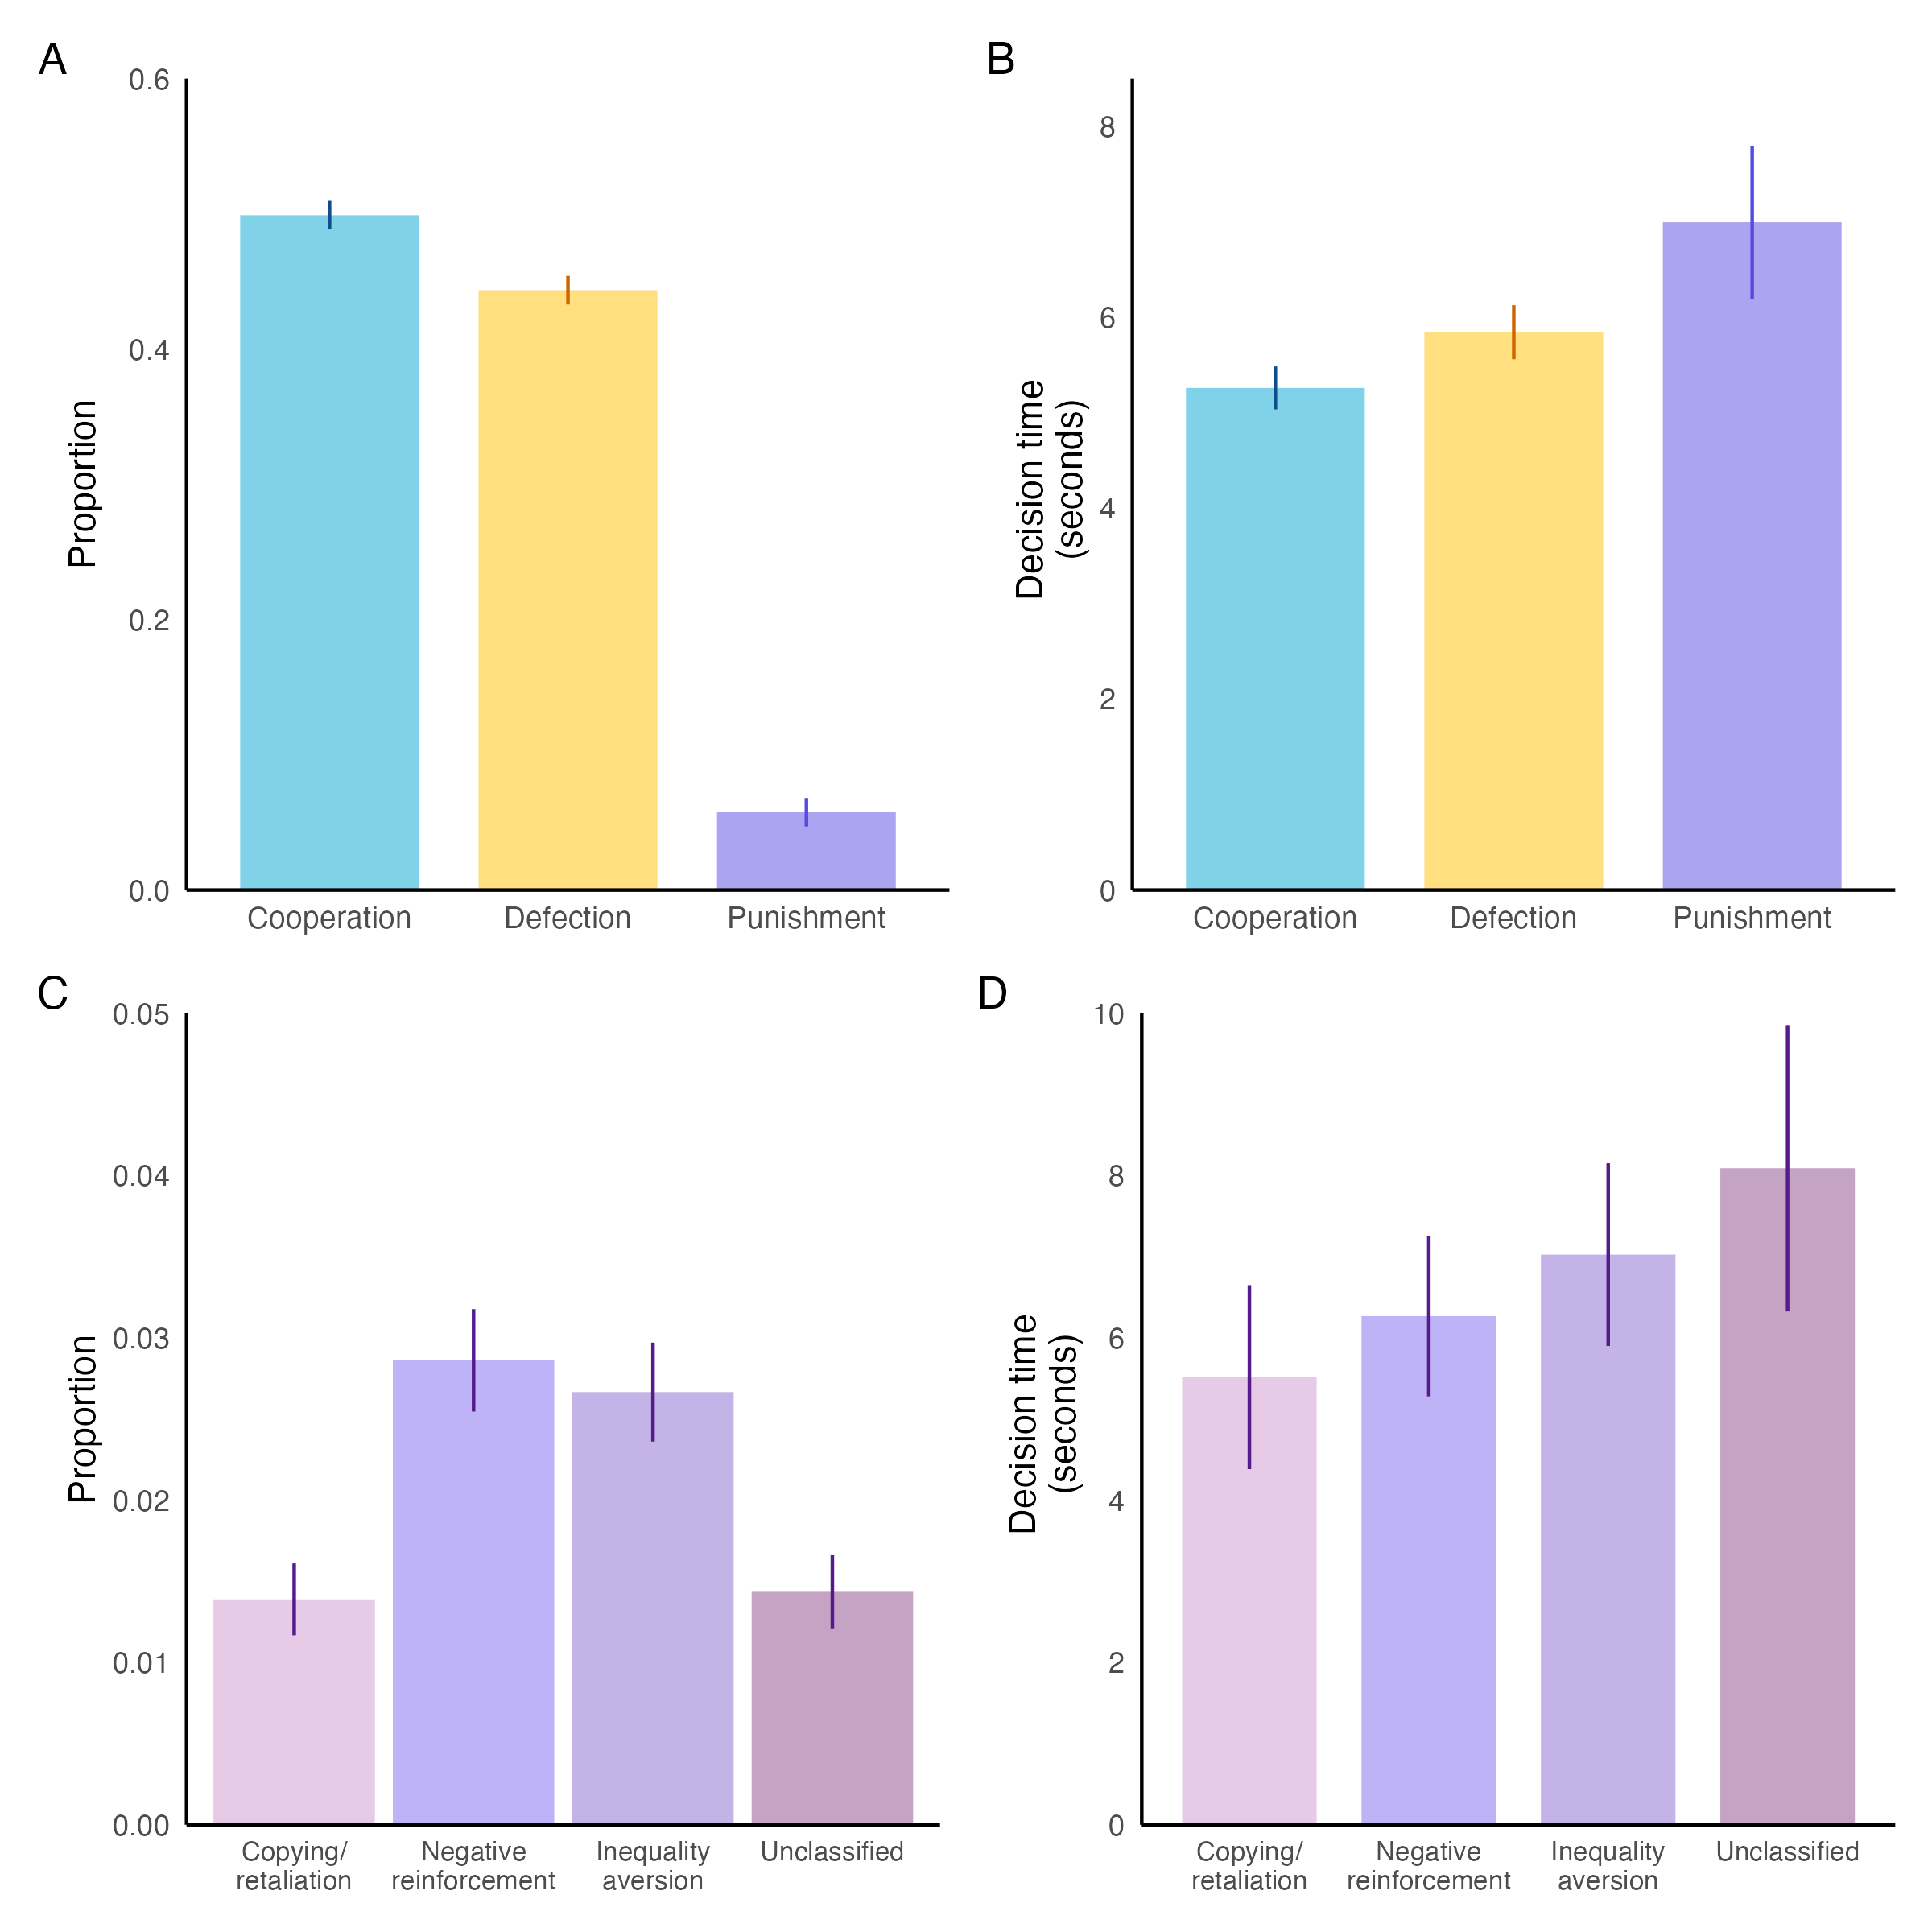 A
Proportion
0.6
0.4
0.2
0.0
Cooperation
Defection
Punishment
B
Decision time
(seconds)
8
6
4
2
0
Cooperation
Defection
Punishment
C
Proportion
0.05
0.04
0.03
0.02
0.01
0.00
Copying/
retaliation
Negative
reinforcement
Inequality
aversion
Unclassified
D
Decision time
(seconds)
10
8
6
4
2
0
Copying/
retaliation
Negative
reinforcement
Inequality
aversion
Unclassified